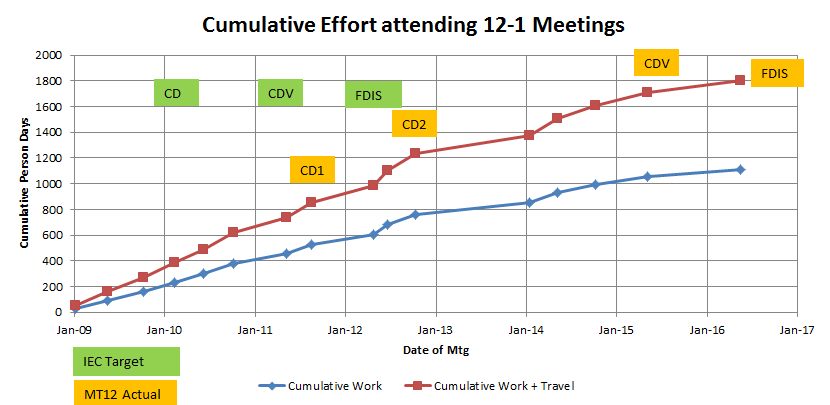 Cumulative Effort attending 12-1 Meetings
2000
1800
1600
1400
1200
1000
800
600
400
200
0
Cumulative Person Days
CD
CDV
FDIS
CD1
CD2
CDV
FDIS
Jan-09 Jan-10 Jan-11 Jan-12 Jan-13 Jan-14 Jan-15 Jan-16 Jan-17
Date of Mtg
IEC Target
MT12 Actual
Cumulative Work
Cumulative Work + Travel